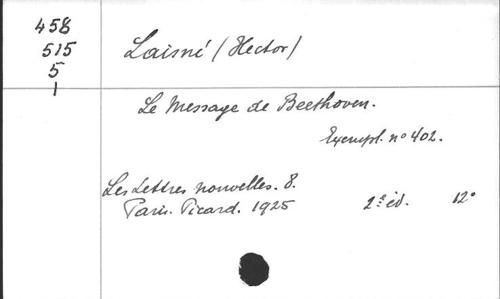 458
515
5
1
Laisné (Hector)
Le Message de Beethoven.
Exempl. n° 402.
Les Lettres nouvelles. 8.
Paris. Picard. 1925 2e éd. 12°